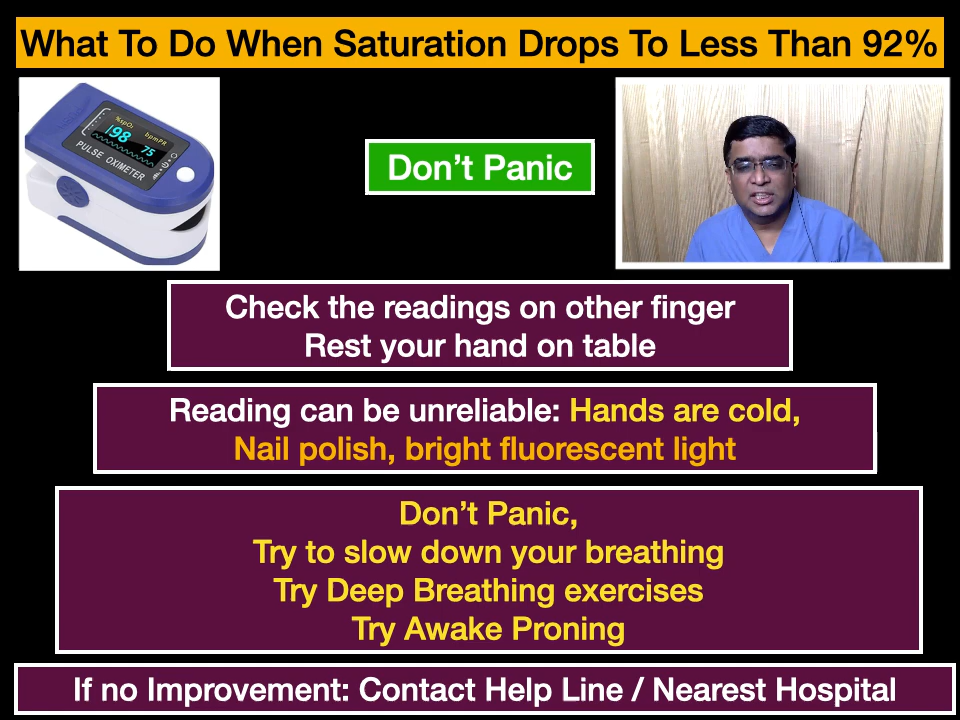 What To Do When Saturation Drops To Less Than 92%
%spO₂
bpmPR
98
75
PULSE OXIMETER
Don't Panic
Check the readings on other finger
Rest your hand on table
Reading can be unreliable: Hands are cold,
Nail polish, bright fluorescent light
Don't Panic,
Try to slow down your breathing
Try Deep Breathing exercises
Try Awake Proning
If no Improvement: Contact Help Line / Nearest Hospital